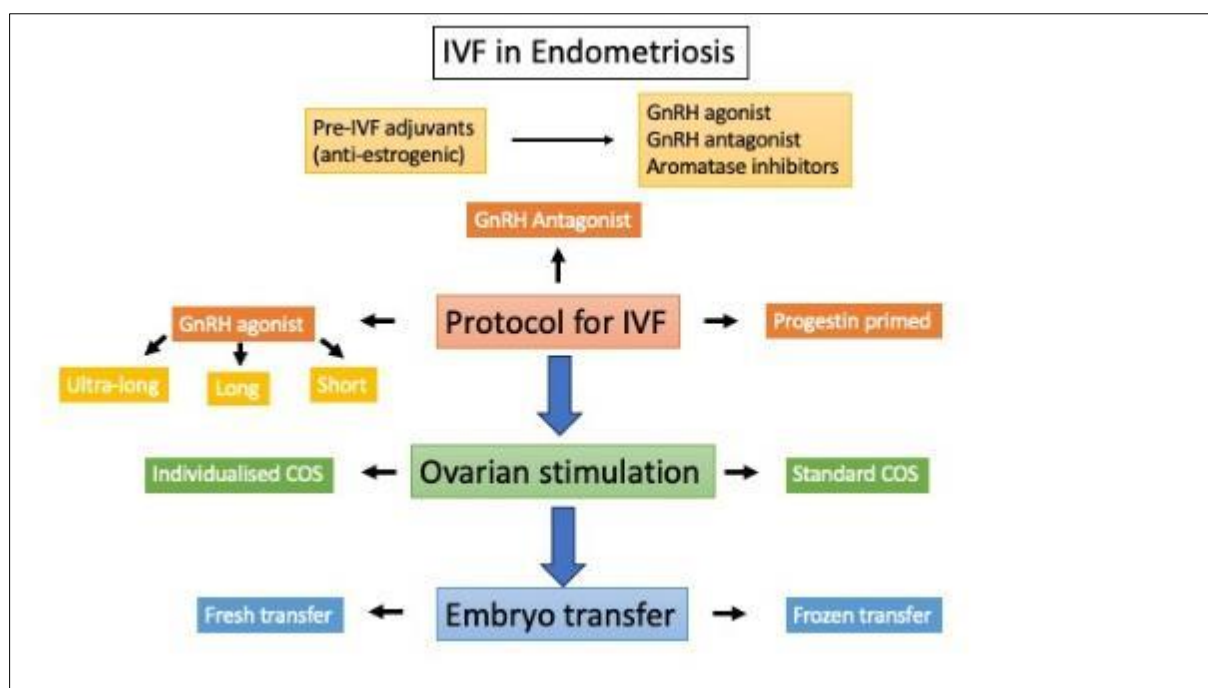 IVF in Endometriosis
Pre-IVF adjuvants
(anti-estrogenic)
GnRH agonist
GnRH antagonist
Aromatase inhibitors
GnRH Antagonist
GnRH agonist
Protocol for IVF
Progestin primed
Ultra-long
Long
Short
Individualised COS
Ovarian stimulation
Standard COS
Fresh transfer
Embryo transfer
Frozen transfer